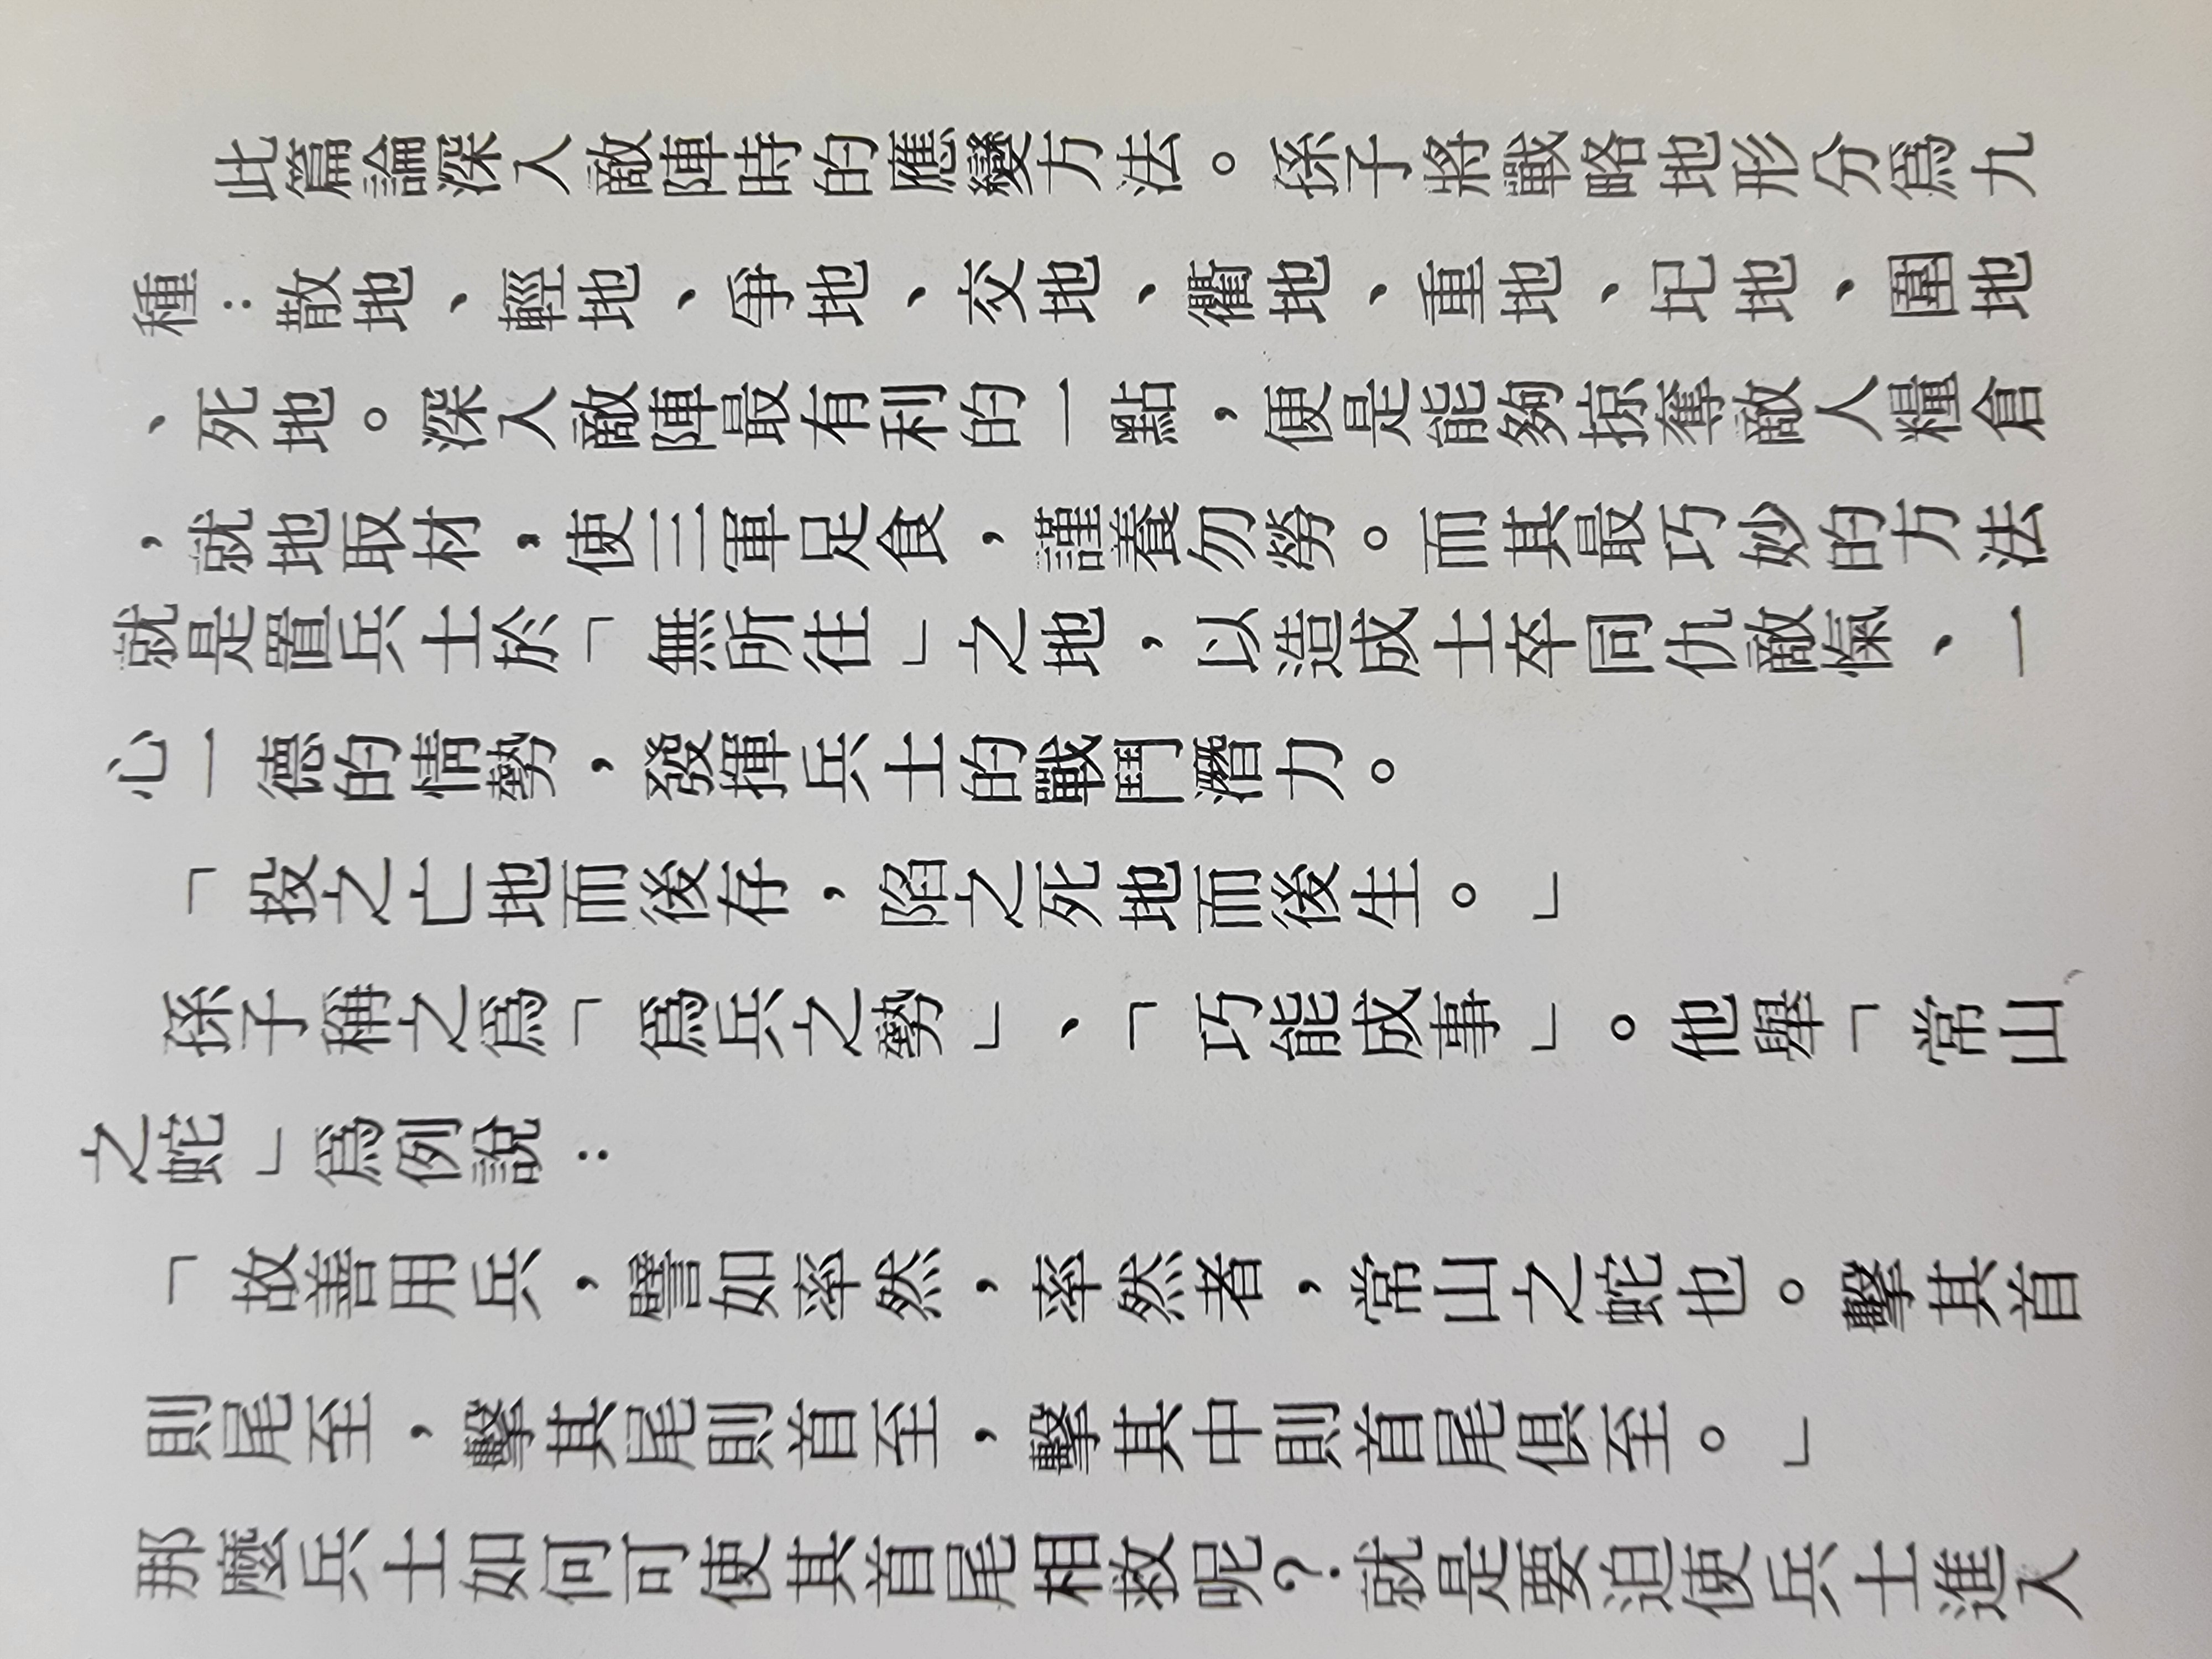 此篇論深入敵陣時的應變方法。孫子將戰略地形分爲九
種：散地、輕地、爭地、交地、衢地、重地、圮地、圍地
、死地。深入敵陣最有利的一點，便是能夠掠奪敵人糧倉
，就地取材，使三軍足食，謹養勿勞。而其最巧妙的方法
就是置兵士於「無所往」之地，以造成士卒同仇敵愾、一
心一德的情勢，發揮兵士的戰鬥潛力。
「投之亡地而後存，陷之死地而後生。」
孫子稱之爲「爲兵之勢」、「巧能成事」。他舉「常山
之蛇」爲例說：
「故善用兵，譬如率然，率然者，常山之蛇也。擊其首
則尾至，擊其尾則首至，擊其中則首尾俱至。」
那麼兵士如何可使其首尾相救呢？就是要迫使兵士進入